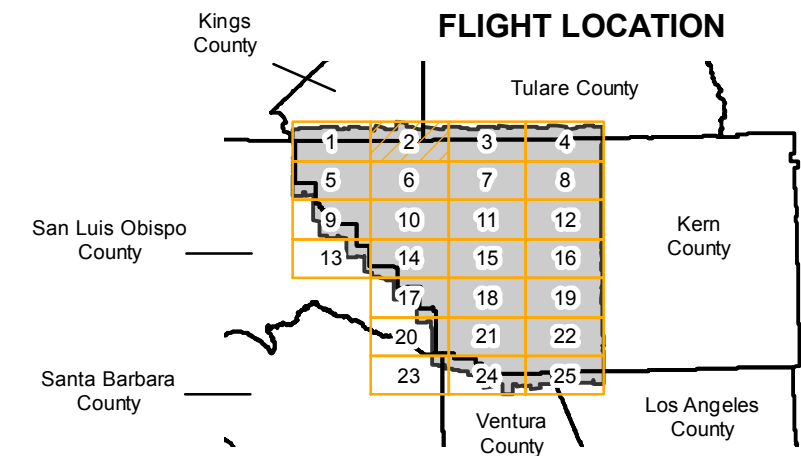 Kings
County
FLIGHT LOCATION
Tulare County
1 2 3 4
5 6 7 8
9 10 11 12
San Luis Obispo
County
Kern
County
13 14 15 16
17 18 19
20 21 22
Santa Barbara
County
23 24 25
Los Angeles
County
Ventura
County